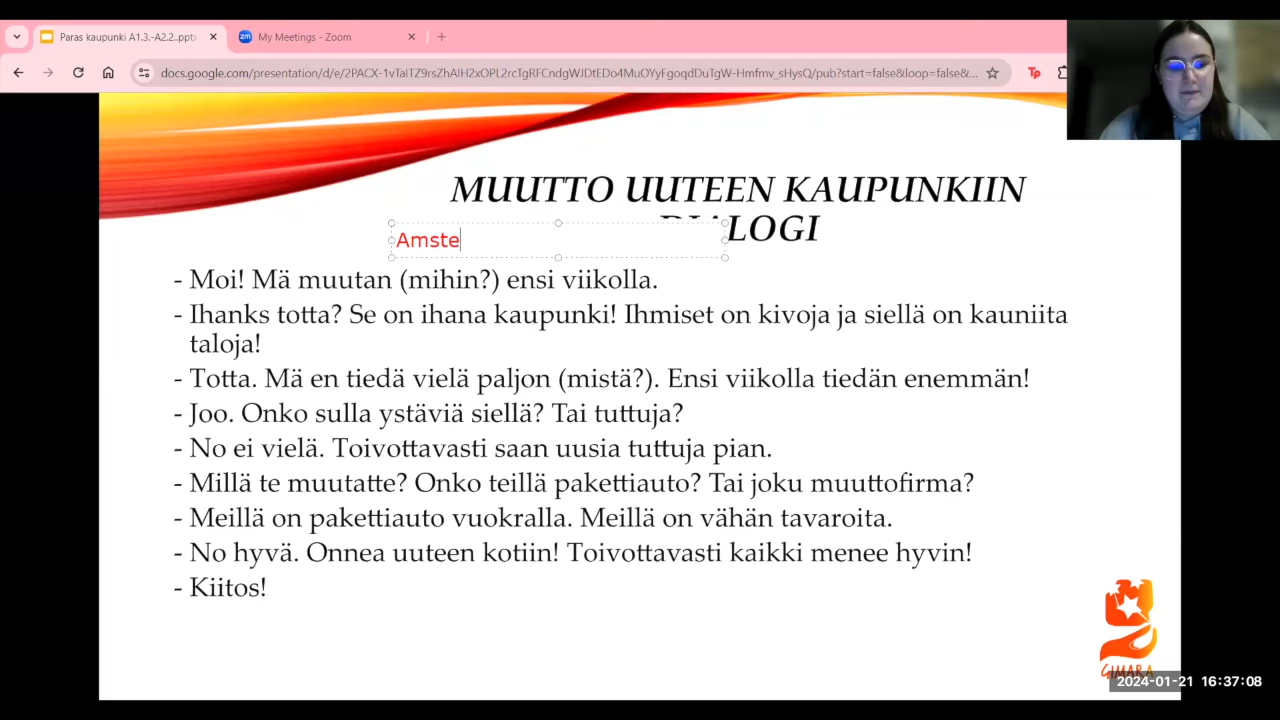 Paras kaupunki A1.3.-A2.2..pptx
My Meetings - Zoom
docs.google.com/presentation/d/e/2PACX-1vTaITZ9rsZhAIH2xOPL2rcTgRFCndgWJDtEDo4MuOYyFgoqdDuTgW-Hmfmv_sHysQ/pub?start=false&loop=false&...
MUUTTO UUTEEN KAUPUNKIIN
DIALOGI
Amste
- Moi! Mä muutan (mihin?) ensi viikolla.
- Ihanks totta? Se on ihana kaupunki! Ihmiset on kivoja ja siellä on kauniita
taloja!
- Totta. Mä en tiedä vielä paljon (mistä?). Ensi viikolla tiedän enemmän!
- Joo. Onko sulla ystäviä siellä? Tai tuttuja?
- No ei vielä. Toivottavasti saan uusia tuttuja pian.
- Millä te muutatte? Onko teillä pakettiauto? Tai joku muuttofirma?
- Meillä on pakettiauto vuokralla. Meillä on vähän tavaroita.
- No hyvä. Onnea uuteen kotiin! Toivottavasti kaikki menee hyvin!
- Kiitos!
GIMARA
2024-01-21 16:37:08